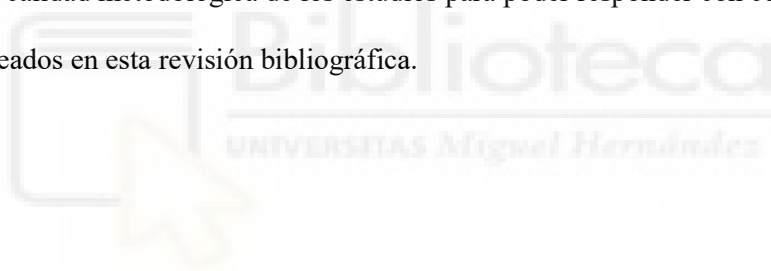 calidad metodológica de los estudios para poder responder con
eados en esta revisión bibliográfica.
Biblioteca
UNIVERSITAS Miguel Hernández